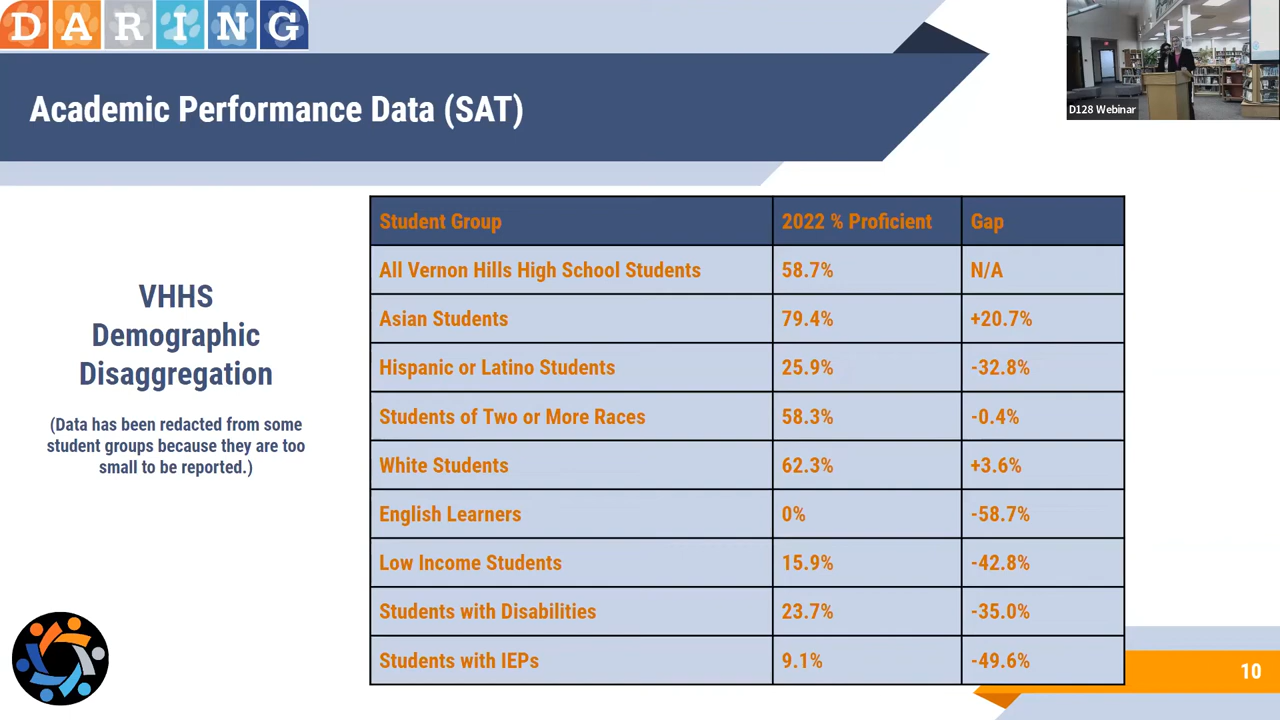 DARING
D128 Webinar
Academic Performance Data (SAT)
VHHS
Demographic
Disaggregation
(Data has been redacted from some
student groups because they are too
small to be reported.)
Student Group 2022 % Proficient Gap
All Vernon Hills High School Students 58.7% N/A
Asian Students 79.4% +20.7%
Hispanic or Latino Students 25.9% -32.8%
Students of Two or More Races 58.3% -0.4%
White Students 62.3% +3.6%
English Learners 0% -58.7%
Low Income Students 15.9% -42.8%
Students with Disabilities 23.7% -35.0%
Students with IEPs 9.1% -49.6%
10